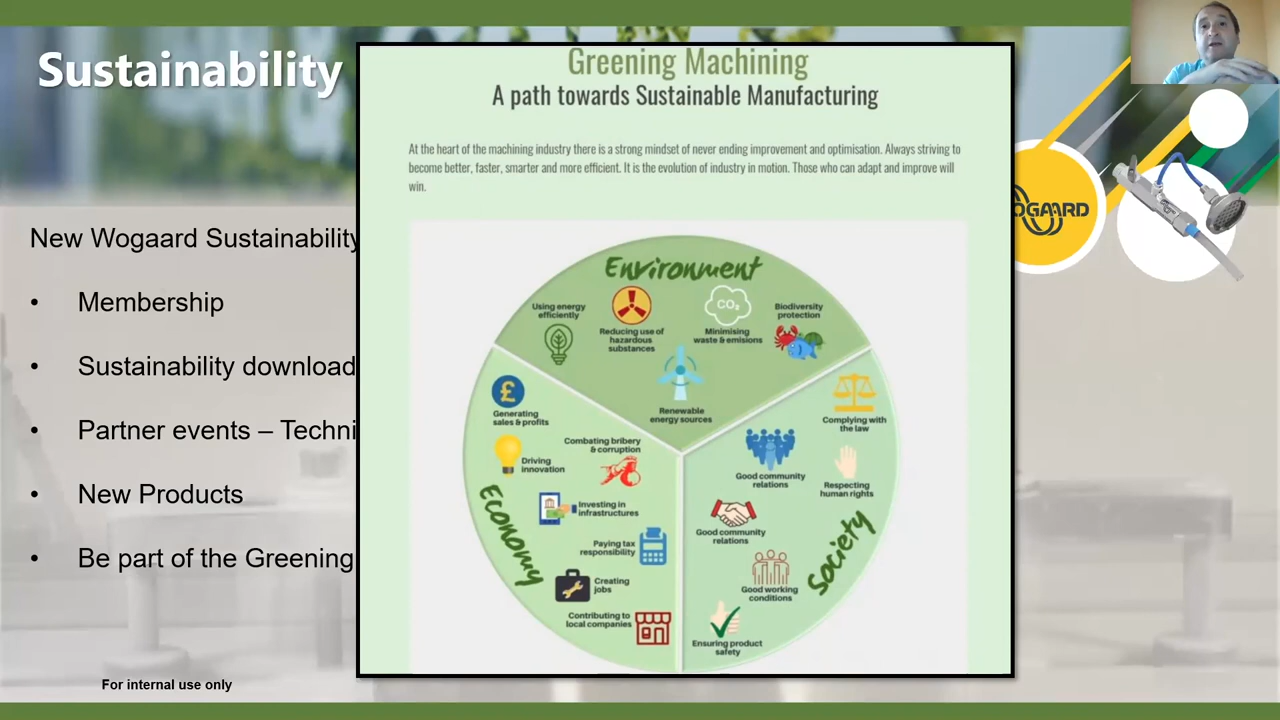 Sustainability
New Wogaard Sustainability
• Membership
• Sustainability download
• Partner events – Techni
• New Products
• Be part of the Greening
For internal use only
Greening Machining
A path towards Sustainable Manufacturing
At the heart of the machining industry there is a strong mindset of never ending improvement and optimisation. Always striving to
become better, faster, smarter and more efficient. It is the evolution of industry in motion. Those who can adapt and improve will
win.
Environment
Using energy
efficiently
Reducing use of
hazardous
substances
CO₂
Minimising
waste & emisions
Biodiversity
protection
Renewable
energy sources
£
Generating
sales & profits
Driving
innovation
Combating bribery
& corruption
Investing in
infrastructures
Paying tax
responsibility
Creating
jobs
Contributing to
local companies
Economy
Complying with
the law
Good community
relations
Respecting
human rights
Good community
relations
Good working
conditions
Ensuring product
safety
Society
OGAARD